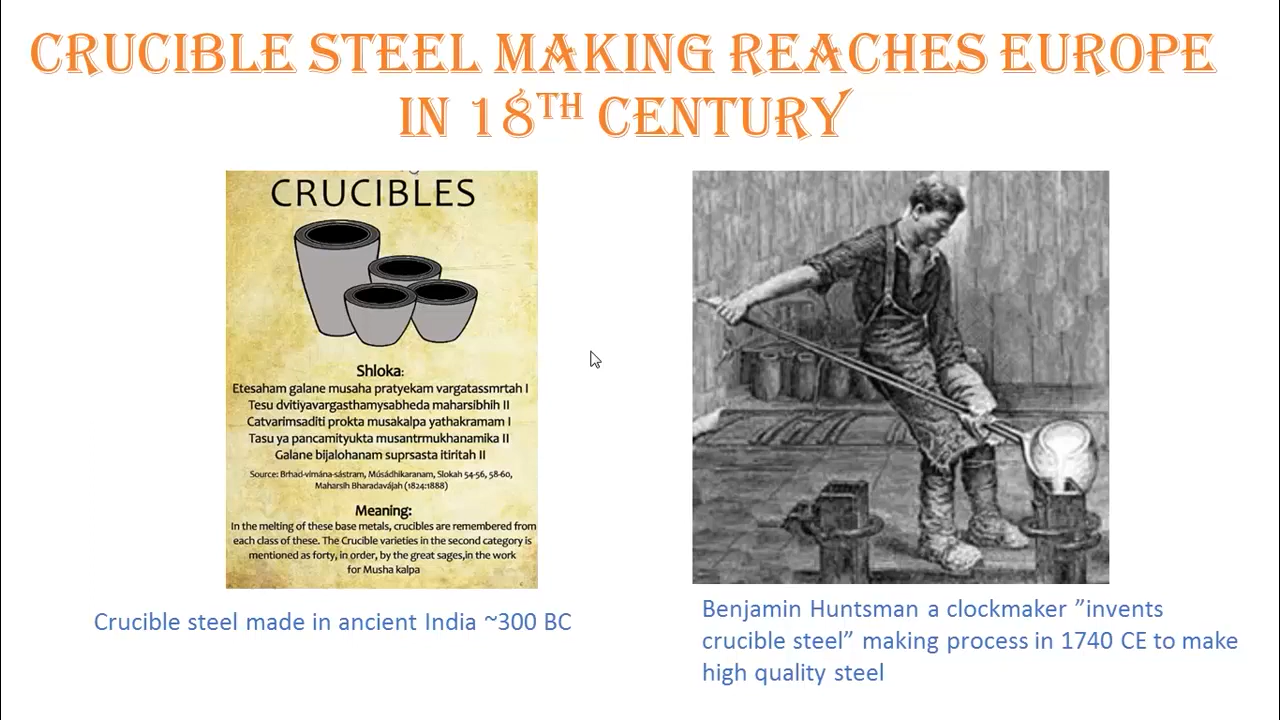 CRUCIBLE STEEL MAKING REACHES EUROPE
IN 18TH CENTURY
CRUCIBLES
Shloka:
Etesaham galane musaha pratyekam vargatassmrtah I
Tesu dvitiyavargasthamysabheda maharsibhih II
Catvarimsaditi prokta musakalpa yathakramam I
Tasu ya pancamityukta musantrmukhanamika II
Galane bijalohanam suprsasta itiritah II
Source: Brhad-vimána-sástram, Músádhikaranam, Slokah 54-56, 58-60,
Maharsih Bharadavájah (1824:1888)
Meaning:
In the melting of these base metals, crucibles are remembered from
each class of these. The Crucible varieties in the second category is
mentioned as forty, in order, by the great sages,in the work
for Musha kalpa
Crucible steel made in ancient India ~300 BC
Benjamin Huntsman a clockmaker ”invents
crucible steel” making process in 1740 CE to make
high quality steel